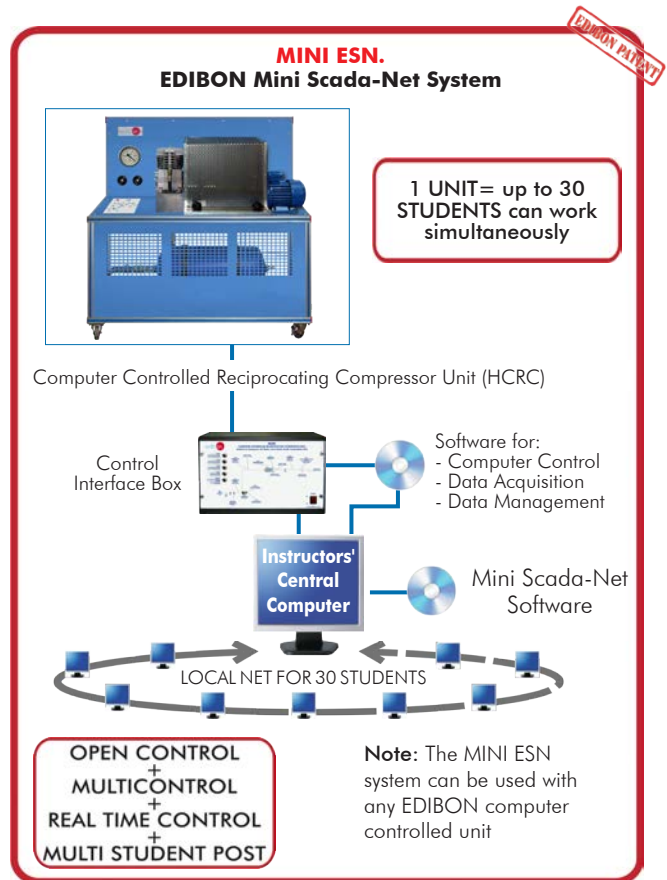 EDIBON PATENT
MINI ESN.
EDIBON Mini Scada-Net System
1 UNIT= up to 30
STUDENTS can work
simultaneously
Computer Controlled Reciprocating Compressor Unit (HCRC)
Control
Interface Box
Software for:
- Computer Control
- Data Acquisition
- Data Management
Instructors'
Central
Computer
Mini Scada-Net
Software
LOCAL NET FOR 30 STUDENTS
OPEN CONTROL
+
MULTICONTROL
+
REAL TIME CONTROL
+
MULTI STUDENT POST
Note: The MINI ESN
system can be used with
any EDIBON computer
controlled unit